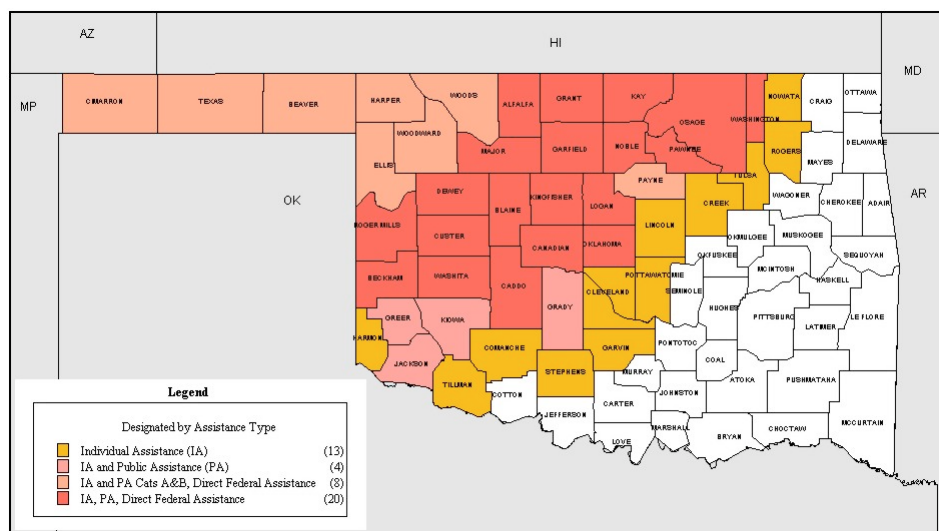 AZ
HI
MD
MP
CIMARRON
TEXAS
BEAVER
HARPER
WOODS
ALFALFA
GRANT
KAY
NOWATA
CRAIG
OTTAWA
WOODWARD
OSAGE
WASHINGTON
ELLIS
MAJOR
GARFIELD
NOBLE
PAWNEE
ROGERS
MAYES
DELAWARE
OK
DEWEY
BLAINE
KINGFISHER
LOGAN
PAYNE
CREEK
TULSA
WAGONER
CHEROKEE
ADAIR
AR
ROGER MILLS
CUSTER
CANADIAN
OKLAHOMA
LINCOLN
OKMULGEE
MUSKOGEE
OKFUSKEE
SEQUOYAH
BECKHAM
WASHITA
CADDO
GRADY
CLEVELAND
POTTAWATOMIE
SEMINOLE
MCINTOSH
HASKELL
HUGHES
PITTSBURG
LATIMER
LE FLORE
GREER
KIOWA
HARMON
JACKSON
COMANCHE
GARVIN
PONTOTOC
COAL
TILLMAN
STEPHENS
MURRAY
ATOKA
PUSHMATAHA
COTTON
JOHNSTON
JEFFERSON
CARTER
MARSHALL
BRYAN
CHOCTAW
MCCURTAIN
LOVE
Legend
Designated by Assistance Type
Individual Assistance (IA) (13)
IA and Public Assistance (PA) (4)
IA and PA Cats A&B, Direct Federal Assistance (8)
IA, PA, Direct Federal Assistance (20)